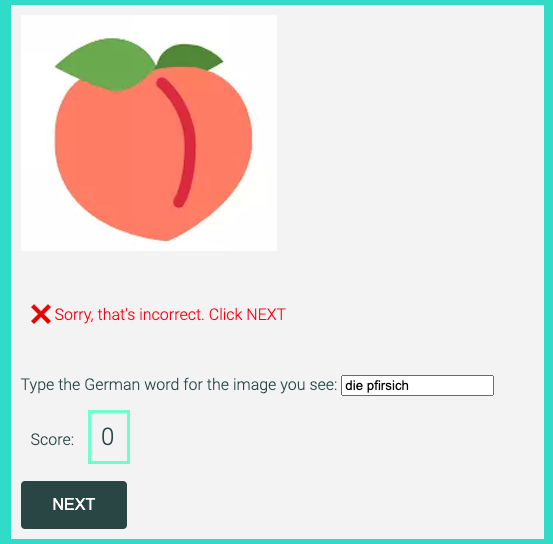 ❌ Sorry, that's incorrect. Click NEXT
Type the German word for the image you see: die pfirsich
Score: 0
NEXT